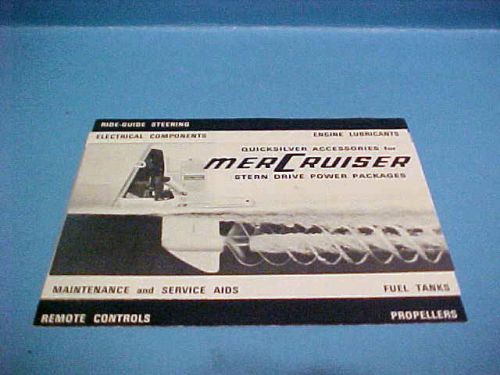 RIDE-GUIDE STEERING
ELECTRICAL COMPONENTS
ENGINE LUBRICANTS
QUICKSILVER ACCESSORIES for
merCruiser
STERN DRIVE POWER PACKAGES
MAINTENANCE and SERVICE AIDS
FUEL TANKS
REMOTE CONTROLS
PROPELLERS